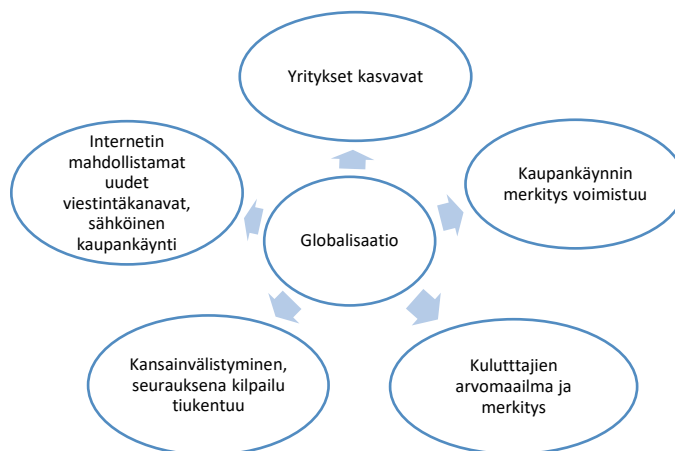 Yritykset kasvavat
Internetin
mahdollistamat
uudet
viestintäkanavat,
sähköinen
kaupankäynti
Kaupankäynnin
merkitys voimistuu
Globalisaatio
Kansainvälistyminen,
seurauksena kilpailu
tiukentuu
Kulutttajien
arvomaailma ja
merkitys